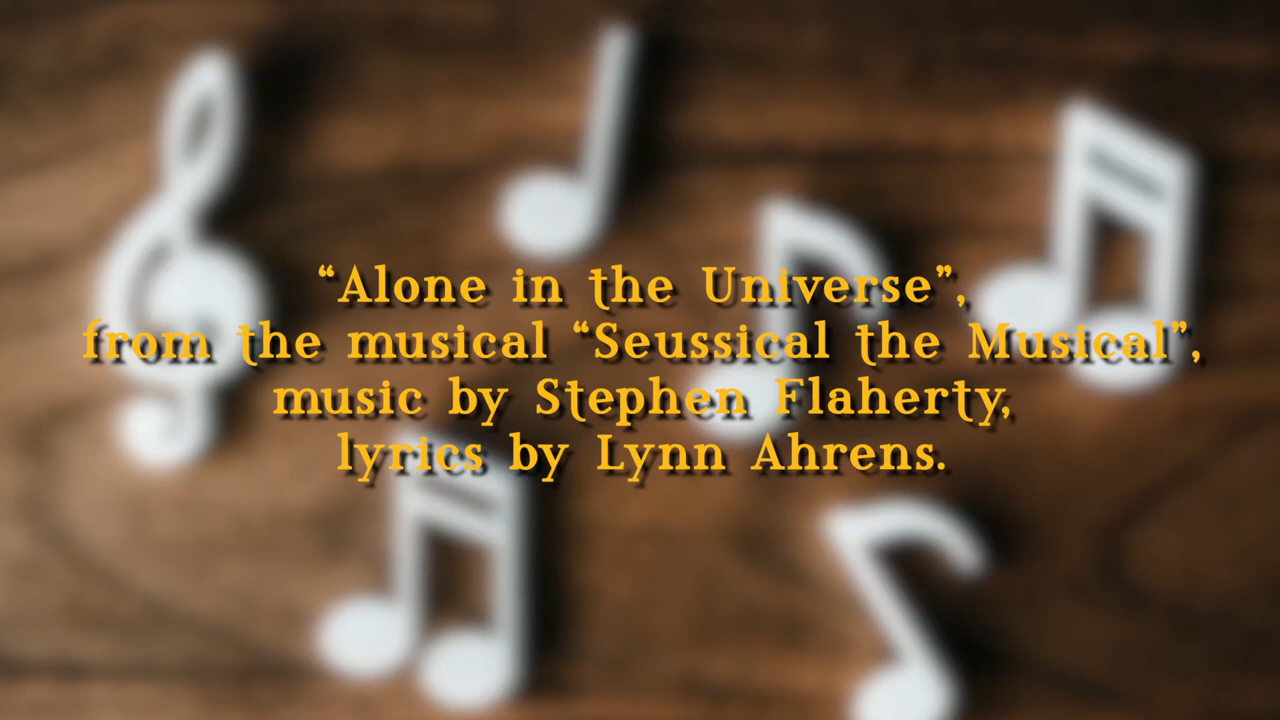 “Alone in the Universe”,
from the musical “Seussical the Musical”,
music by Stephen Flaherty,
lyrics by Lynn Ahrens.